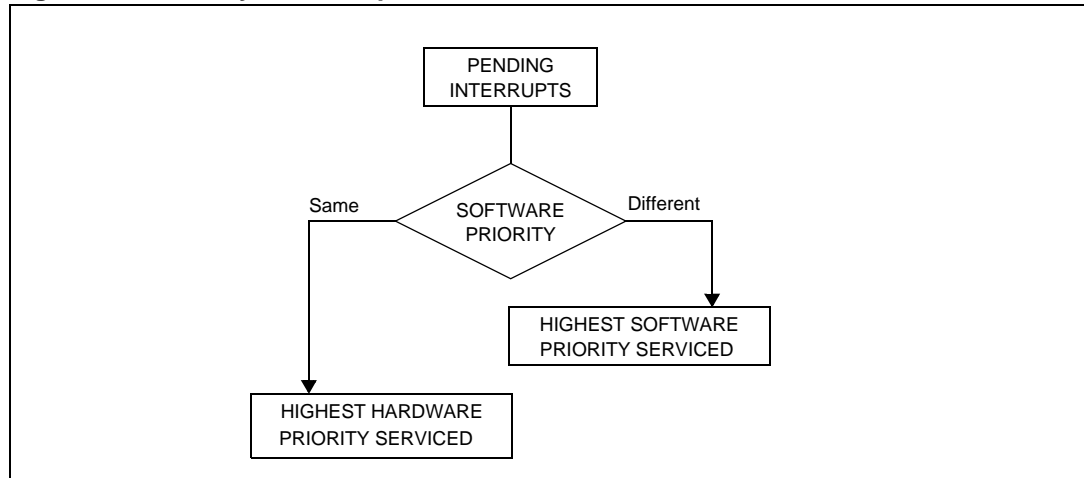 PENDING
INTERRUPTS
Same
Different
SOFTWARE
PRIORITY
HIGHEST SOFTWARE
PRIORITY SERVICED
HIGHEST HARDWARE
PRIORITY SERVICED